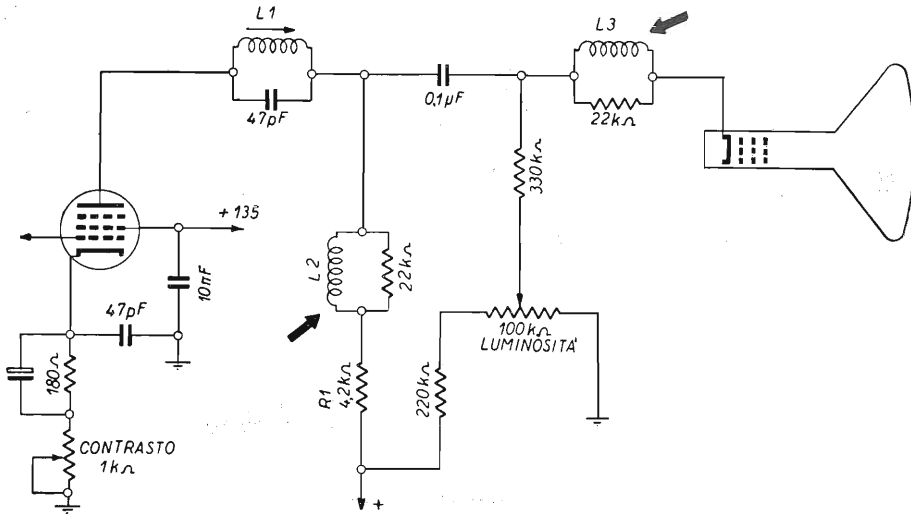 L1
47pF
0,1µF
L3
22kΩ
330kΩ
+135
10nF
47pF
180Ω
CONTRASTO
1kΩ
L2
22kΩ
R1
4,2kΩ
220kΩ
100kΩ
LUMINOSITÀ
+